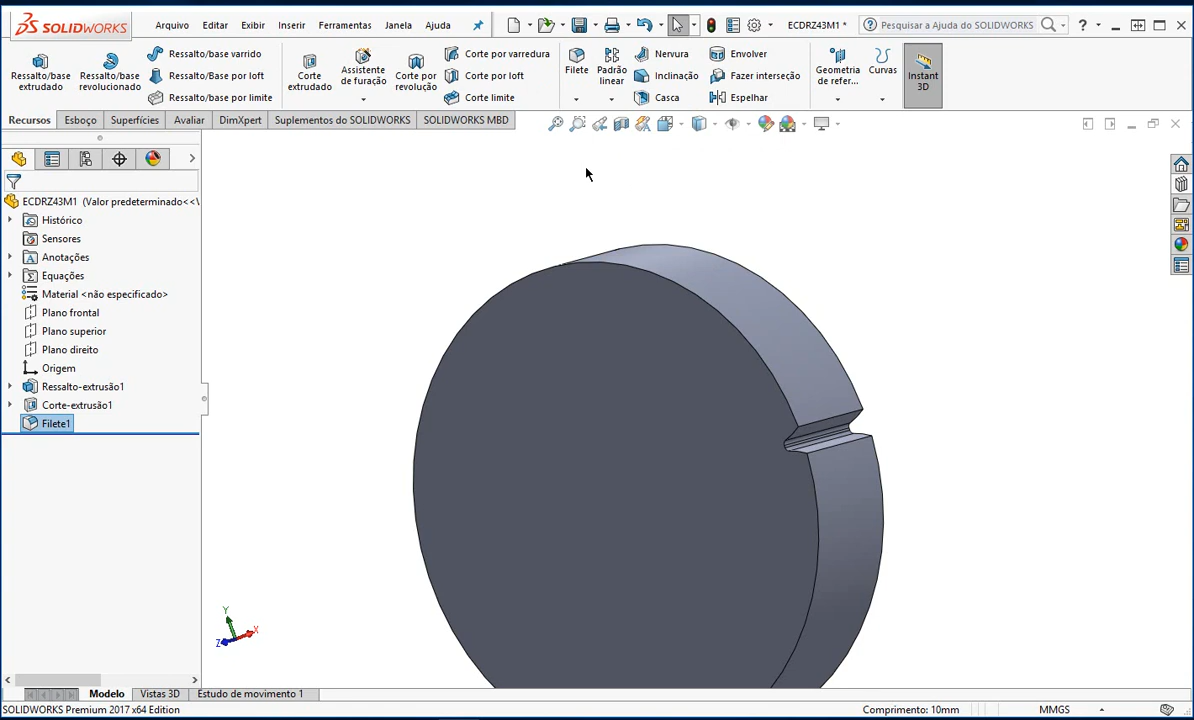 SOLIDWORKS
Arquivo Editar Exibir Inserir Ferramentas Janela Ajuda
ECDRZ43M1 *
Pesquisar a Ajuda do SOLIDWORKS
?
Ressalto/base extrudado
Ressalto/base revolucionado
Ressalto/base varrido
Ressalto/base por loft
Ressalto/base por limite
Corte extrudado
Assistente de furação
Corte por revolução
Corte por varredura
Corte por loft
Corte limite
Filete
Padrão linear
Nervura
Inclinação
Casca
Envolver
Fazer interseção
Espelhar
Geometria de refer...
Curvas
Instant 3D
Recursos Esboço Superfícies Avaliar DimXpert Suplementos do SOLIDWORKS SOLIDWORKS MBD
ECDRZ43M1 (Valor predeterminado<<\
Histórico
Sensores
Anotações
Equações
Material <não especificado>
Plano frontal
Plano superior
Plano direito
Origem
Ressalto-extrusão1
Corte-extrusão1
Filete1
Y
X
Z
Modelo Vistas 3D Estudo de movimento 1
SOLIDWORKS Premium 2017 x64 Edition Comprimento: 10mm MMGS